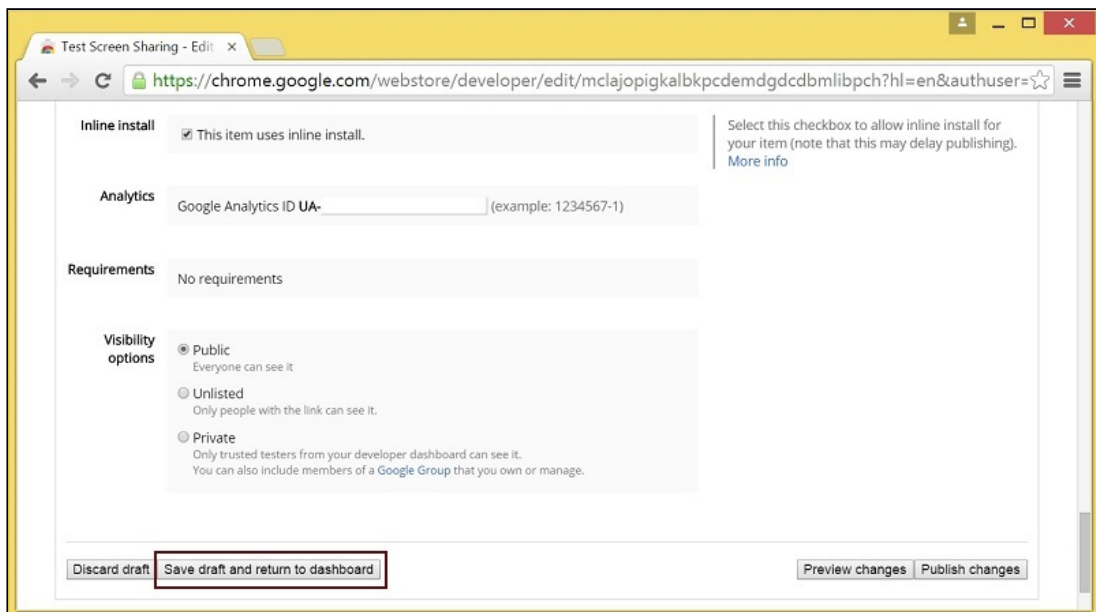 Test Screen Sharing - Edit
https://chrome.google.com/webstore/developer/edit/mclajopigkalbkpcdemdgdcdbmlibpch?hl=en&authuser=
Inline install
This item uses inline install.
Select this checkbox to allow inline install for
your item (note that this may delay publishing).
More info
Analytics
Google Analytics ID UA- (example: 1234567-1)
Requirements
No requirements
Visibility
options
Public
Everyone can see it
Unlisted
Only people with the link can see it.
Private
Only trusted testers from your developer dashboard can see it.
You can also include members of a Google Group that you own or manage.
Discard draft Save draft and return to dashboard Preview changes Publish changes